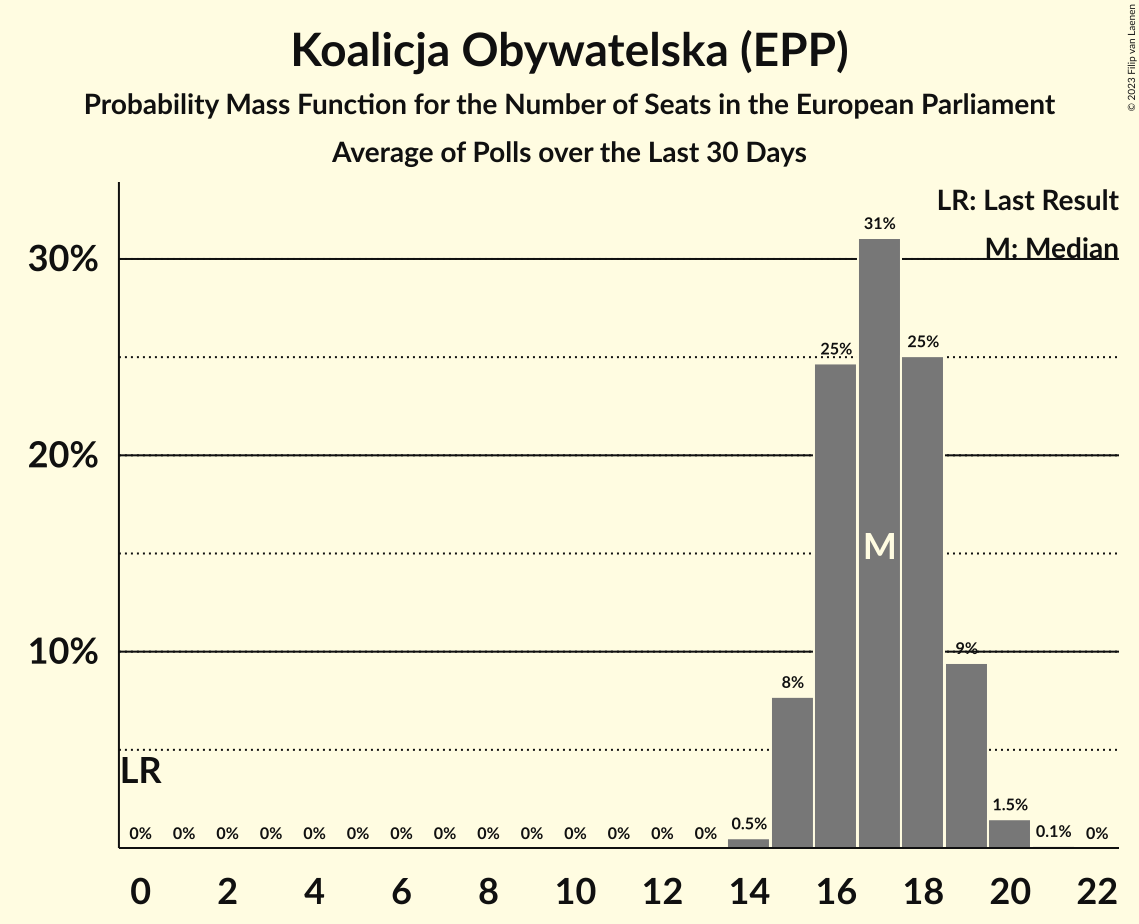 Koalicja Obywatelska (EPP)
Probability Mass Function for the Number of Seats in the European Parliament
Average of Polls over the Last 30 Days
© 2023 Filip van Laenen
LR: Last Result
M: Median
31%
30%
25%
25%
20%
M
10%
9%
8%
LR
0% 0% 0% 0% 0% 0% 0% 0% 0% 0% 0% 0% 0% 0% 0.5% 1.5% 0.1% 0%
0 2 4 6 8 10 12 14 16 18 20 22